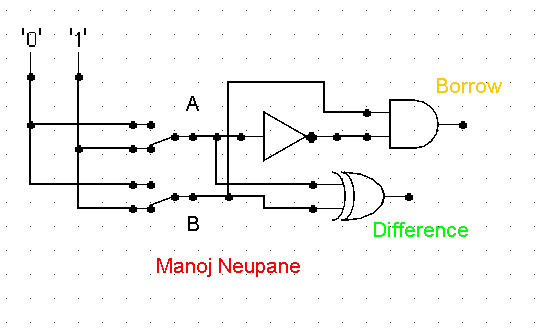 '0' '1'
A
Borrow
B
Difference
Manoj Neupane